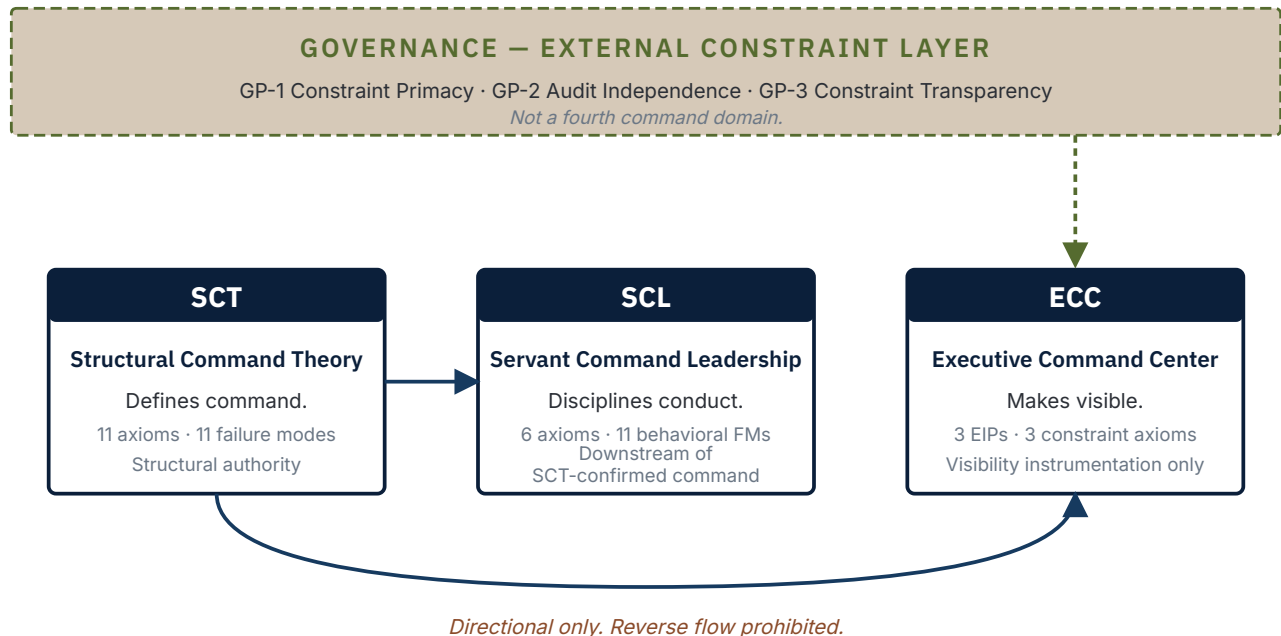 GOVERNANCE — EXTERNAL CONSTRAINT LAYER
GP-1 Constraint Primacy · GP-2 Audit Independence · GP-3 Constraint Transparency
Not a fourth command domain.
SCT
Structural Command Theory
Defines command.
11 axioms · 11 failure modes
Structural authority
SCL
Servant Command Leadership
Disciplines conduct.
6 axioms · 11 behavioral FMs
Downstream of
SCT-confirmed command
ECC
Executive Command Center
Makes visible.
3 EIPs · 3 constraint axioms
Visibility instrumentation only
Directional only. Reverse flow prohibited.